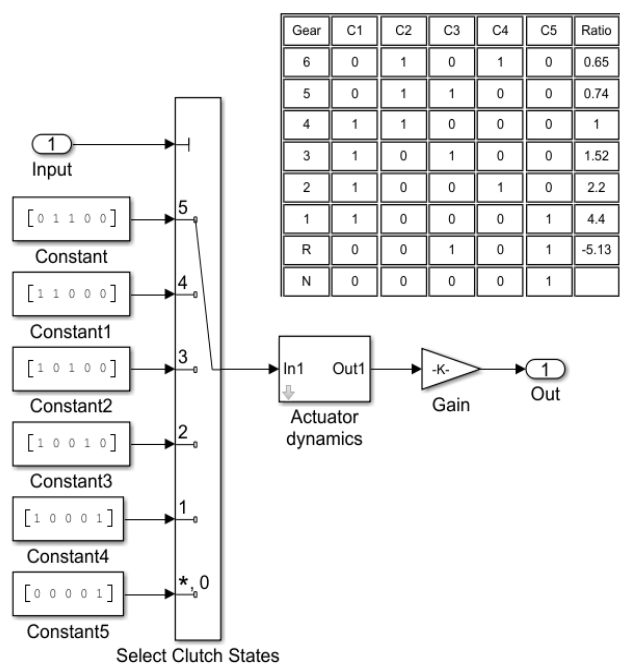 Gear C1 C2 C3 C4 C5 Ratio
6 0 1 0 1 0 0.65
5 0 1 1 0 0 0.74
4 1 1 0 0 0 1
3 1 0 1 0 0 1.52
2 1 0 0 1 0 2.2
1 1 0 0 0 1 4.4
R 0 0 1 0 1 -5.13
N 0 0 0 0 1
1
Input
[0 1 1 0 0]
Constant
5
[1 1 0 0 0]
Constant1
4
[1 0 1 0 0]
Constant2
3
[1 0 0 1 0]
Constant3
2
[1 0 0 0 1]
Constant4
1
[0 0 0 0 1]
Constant5
*, 0
Select Clutch States
In1 Out1
Actuator
dynamics
-K-
Gain
1
Out